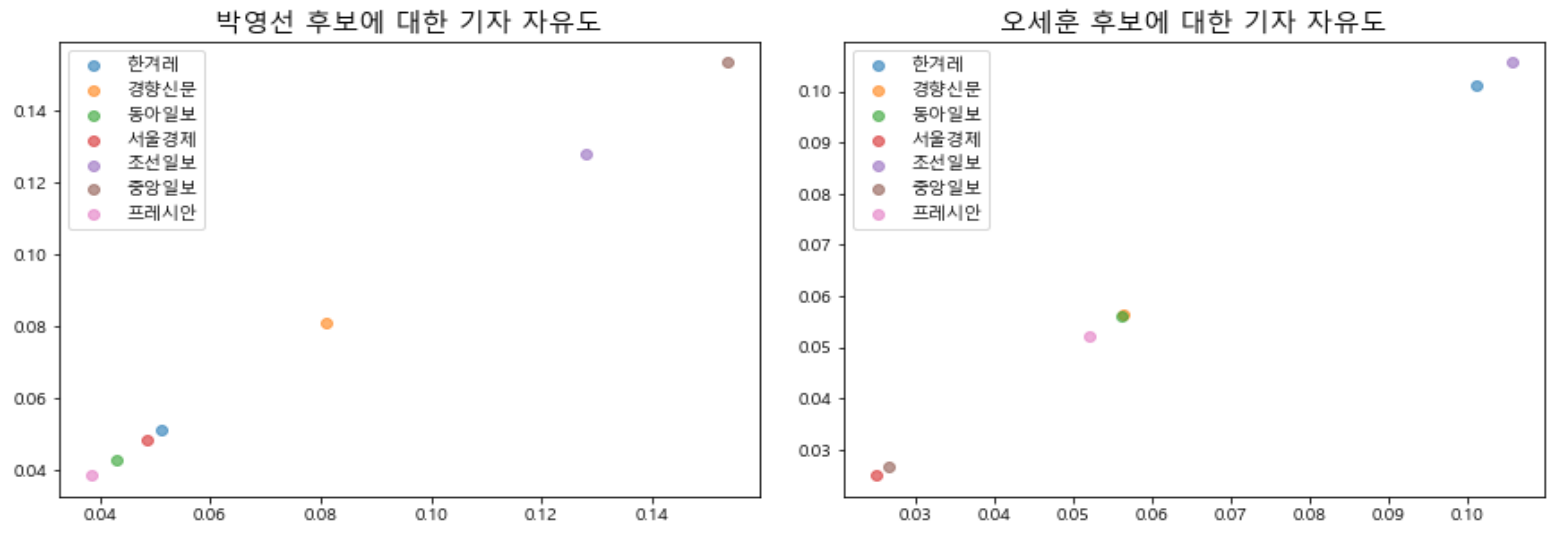 박영선 후보에 대한 기자 자유도
한겨레
경향신문
동아일보
서울경제
조선일보
중앙일보
프레시안
0.14
0.12
0.10
0.08
0.06
0.04
0.04 0.06 0.08 0.10 0.12 0.14
오세훈 후보에 대한 기자 자유도
한겨레
경향신문
동아일보
서울경제
조선일보
중앙일보
프레시안
0.10
0.09
0.08
0.07
0.06
0.05
0.04
0.03
0.03 0.04 0.05 0.06 0.07 0.08 0.09 0.10